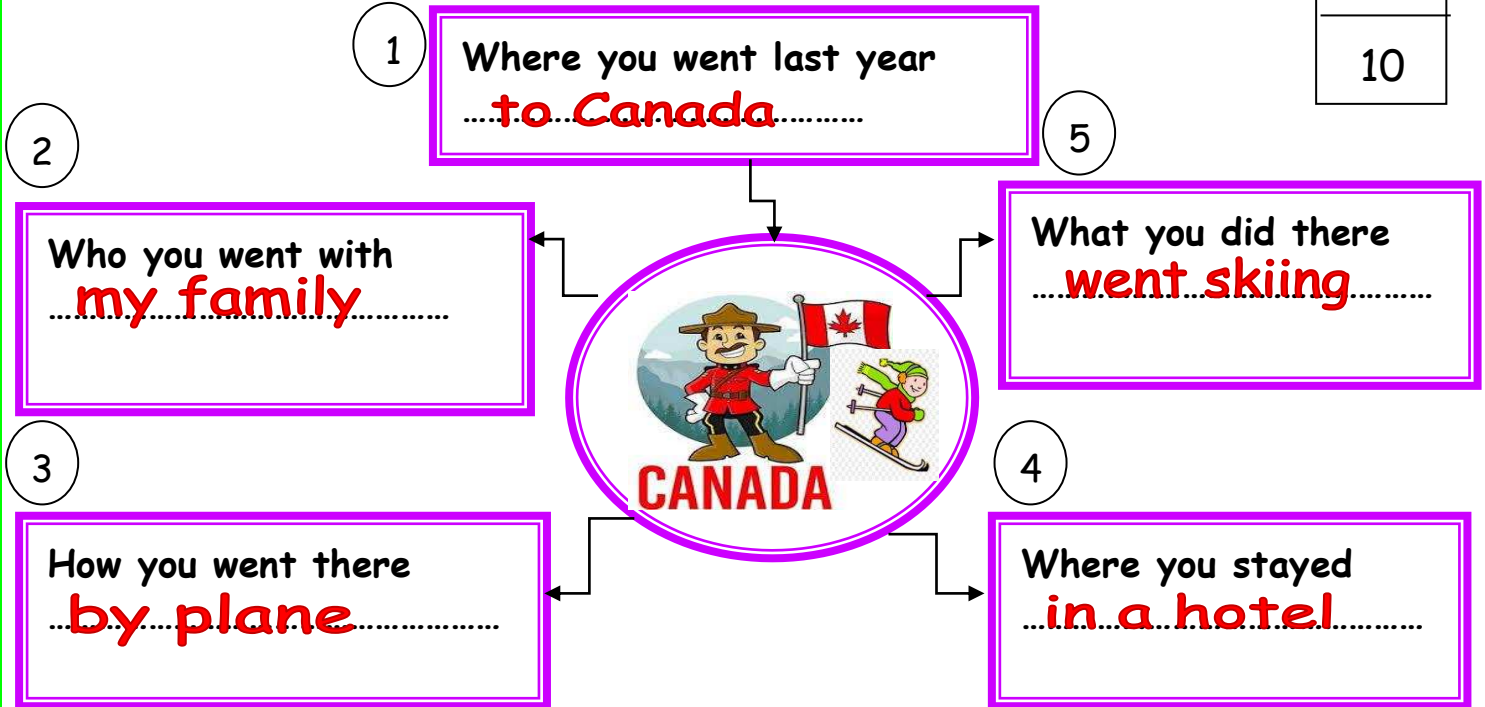 1
Where you went last year
to Canada
10
2
Who you went with
my family
5
What you did there
went skiing
CANADA
3
How you went there
by plane
4
Where you stayed
in a hotel